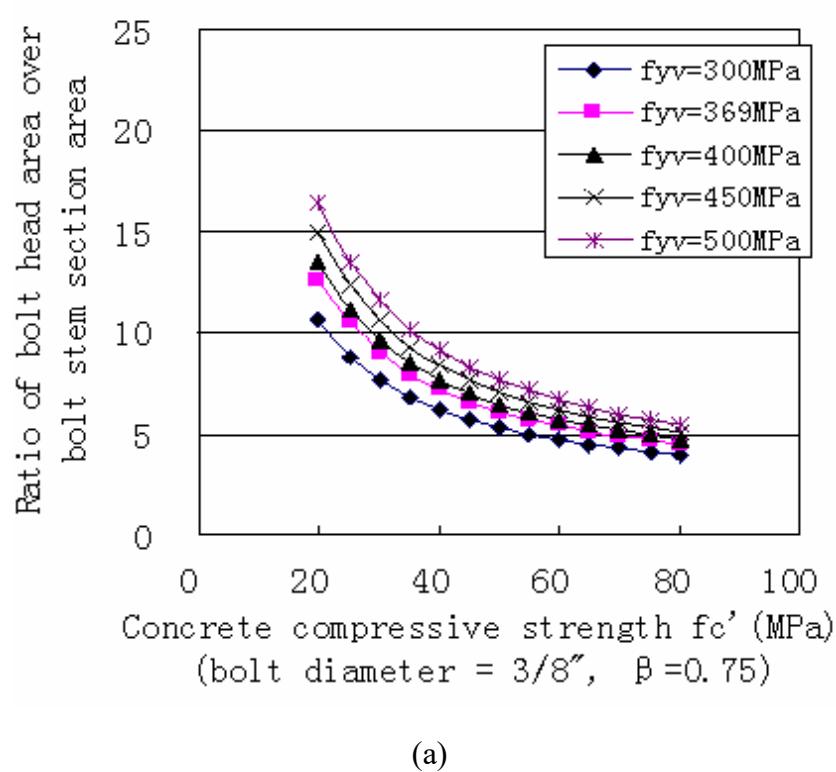 Ratio of bolt head area over
bolt stem section area
25
20
15
10
5
0
fyv=300MPa
fyv=369MPa
fyv=400MPa
fyv=450MPa
fyv=500MPa
0 20 40 60 80 100
Concrete compressive strength fc’(MPa)
(bolt diameter = 3/8″, β=0.75)
(a)